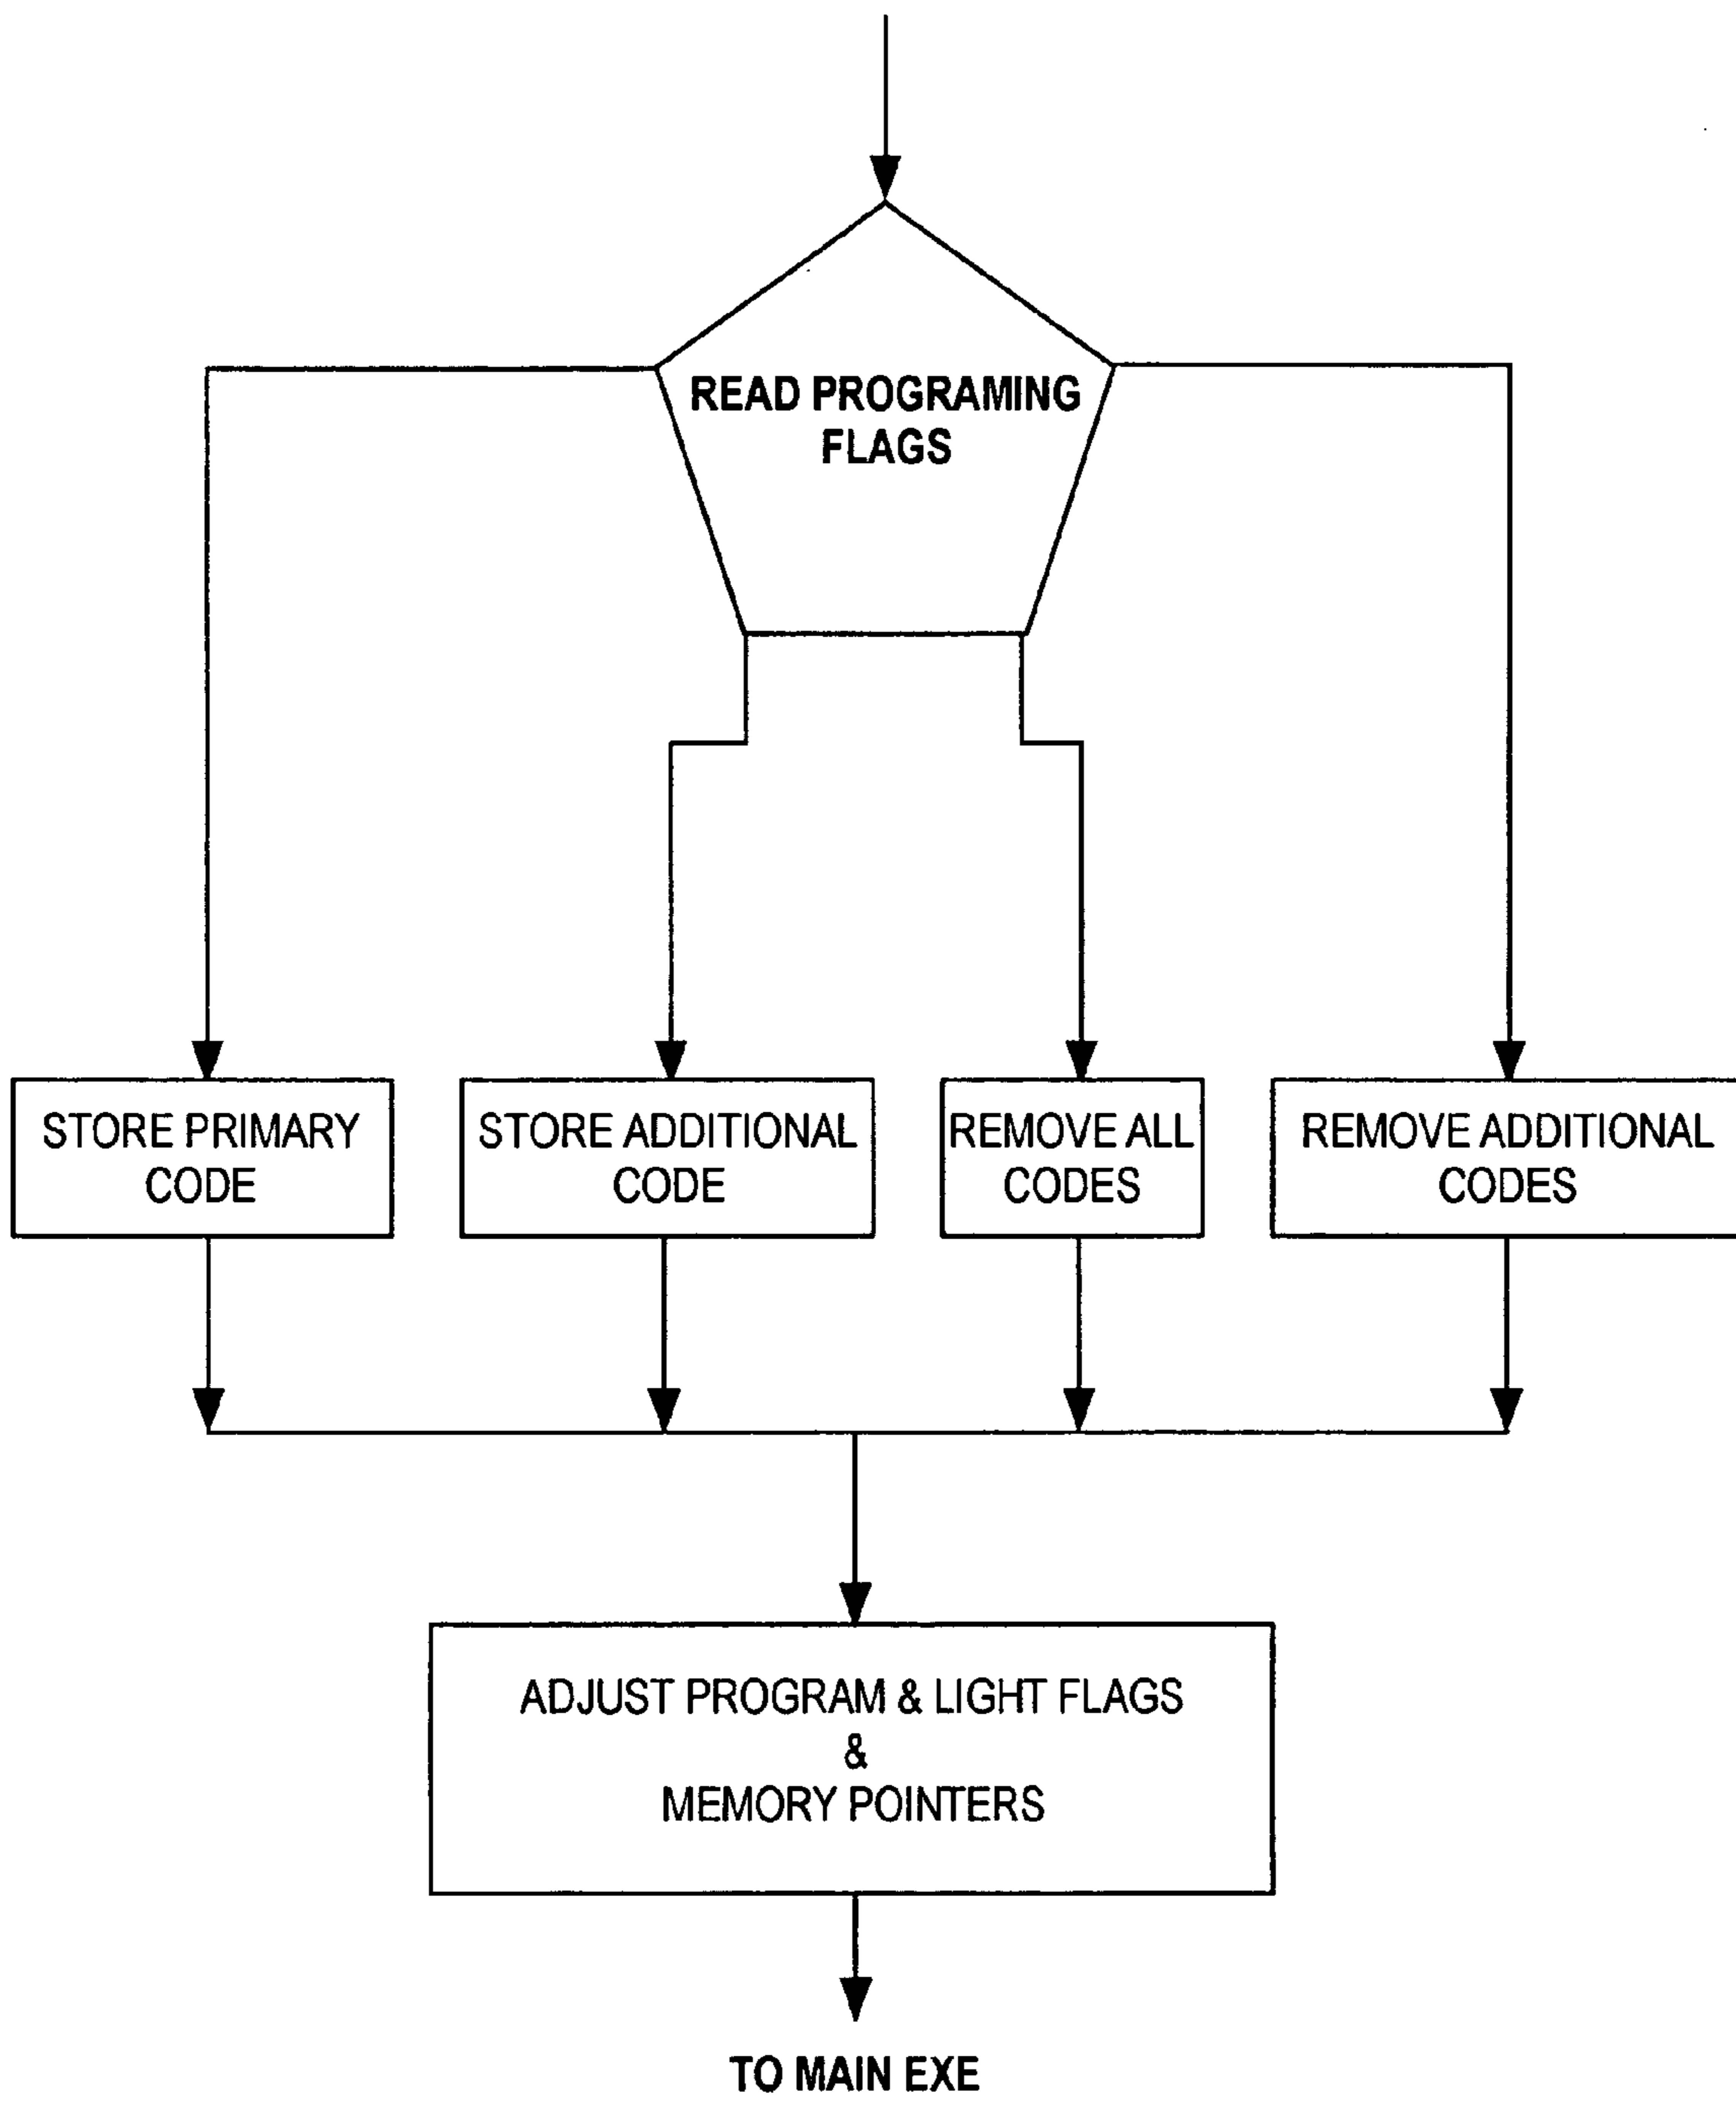 READ PROGRAMING
FLAGS
STORE PRIMARY
CODE
STORE ADDITIONAL
CODE
REMOVE ALL
CODES
REMOVE ADDITIONAL
CODES
ADJUST PROGRAM & LIGHT FLAGS
&
MEMORY POINTERS
TO MAIN EXE